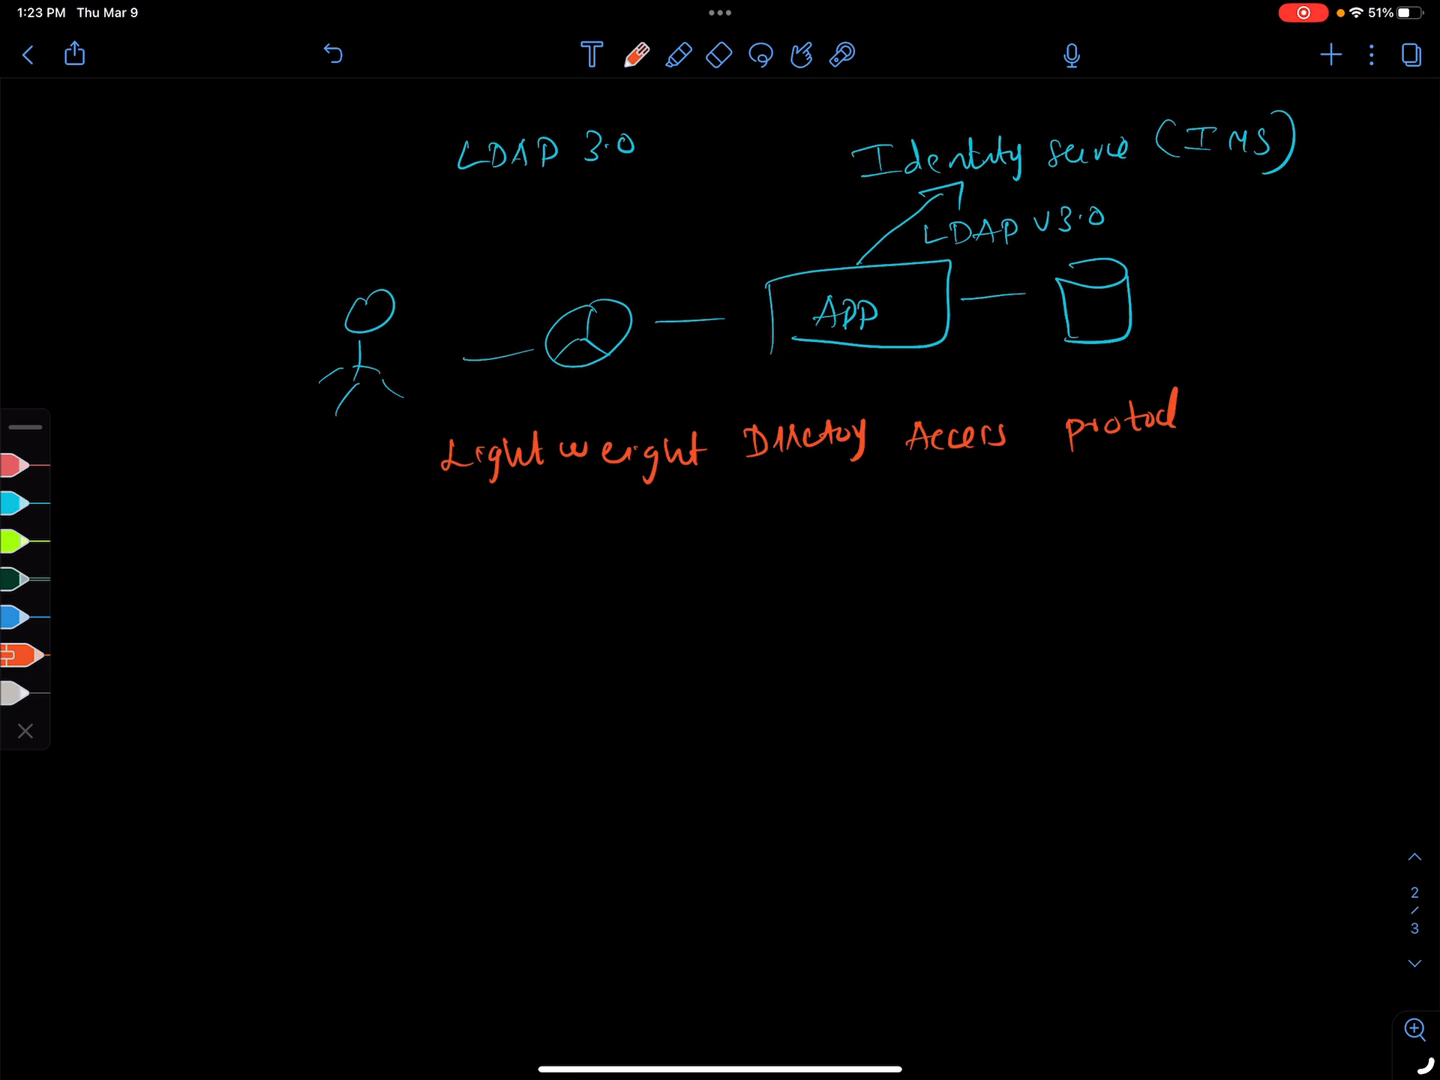 1:23 PM Thu Mar 9
51%
LDAP 3.0
Identity serve (IMS)
LDAP V3.0
APP
Light weight Directory Access protocol
2
/
3